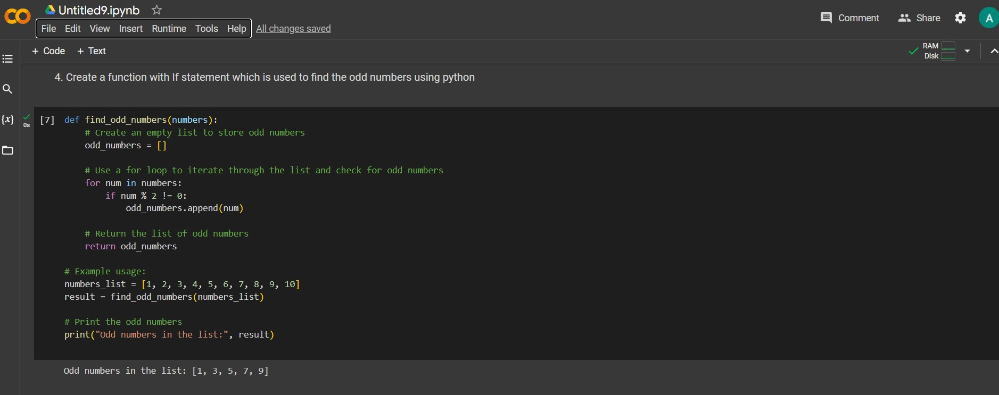 Untitled9.ipynb
File Edit View Insert Runtime Tools Help All changes saved
Comment Share A
+ Code + Text
RAM
Disk
4. Create a function with If statement which is used to find the odd numbers using python
{x}
0s
[7] def find_odd_numbers(numbers):
# Create an empty list to store odd numbers
odd_numbers = []
# Use a for loop to iterate through the list and check for odd numbers
for num in numbers:
if num % 2 != 0:
odd_numbers.append(num)
# Return the list of odd numbers
return odd_numbers
# Example usage:
numbers_list = [1, 2, 3, 4, 5, 6, 7, 8, 9, 10]
result = find_odd_numbers(numbers_list)
# Print the odd numbers
print("Odd numbers in the list:", result)
Odd numbers in the list: [1, 3, 5, 7, 9]